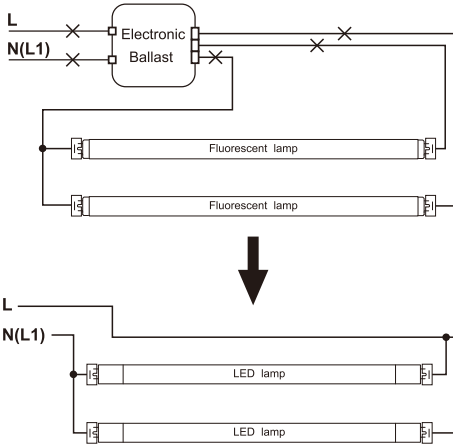 L
N(L1)
Electronic
Ballast
Fluorescent lamp
Fluorescent lamp
L
N(L1)
LED lamp
LED lamp